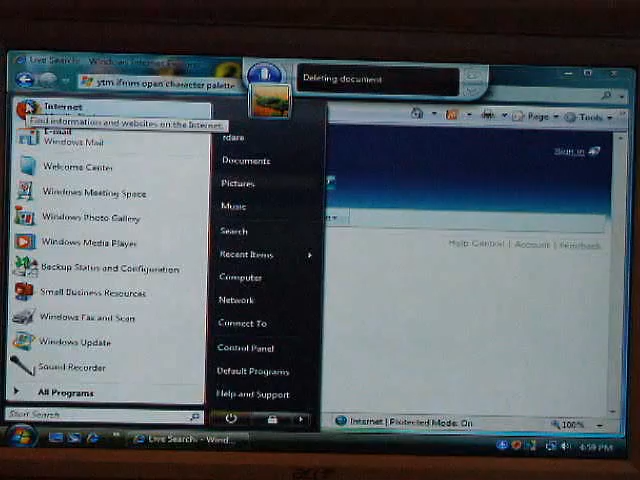 Live Search - Windows Internet Explorer
Deleting document
ytm ifmm open character palette
Internet
Find information and websites on the Internet.
E-mail
Windows Mail
Welcome Center
Windows Meeting Space
Windows Photo Gallery
Windows Media Player
Backup Status and Configuration
Small Business Resources
Windows Fax and Scan
Windows Update
Sound Recorder
All Programs
Start Search
rdare
Documents
Pictures
Music
Search
Recent Items
Computer
Network
Connect To
Control Panel
Default Programs
Help and Support
Page
Tools
Sign in
Help Central | Account | Feedback
Internet | Protected Mode: On
100%
Live Search - Wind...
4:59 PM
acer